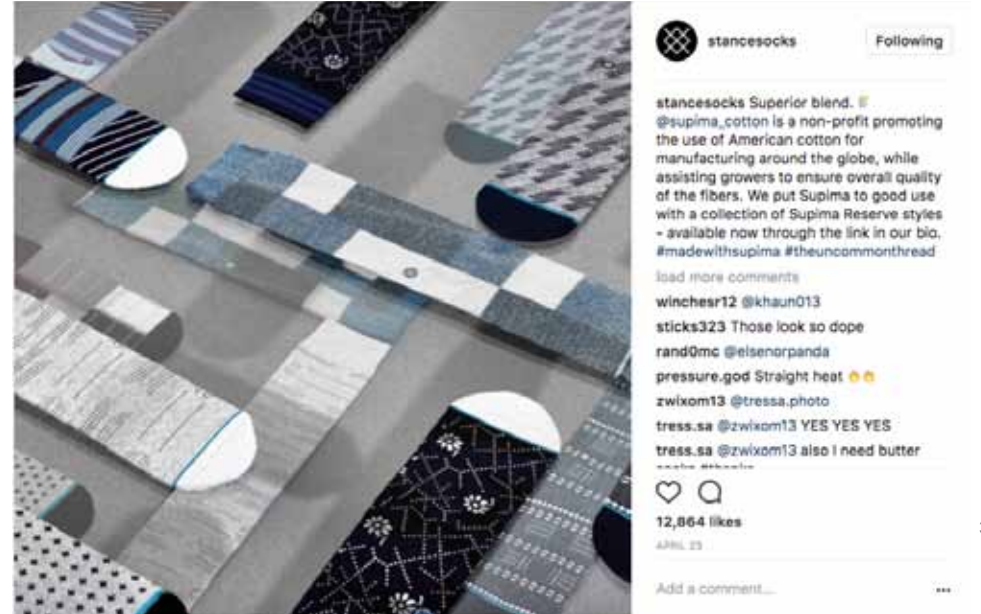 stancesocks
Following
stancesocks Superior blend.
@supima_cotton is a non-profit promoting
the use of American cotton for
manufacturing around the globe, while
assisting growers to ensure overall quality
of the fibers. We put Supima to good use
with a collection of Supima Reserve styles
- available now through the link in our bio.
#madewithsupima #theuncommonthread
load more comments
winchesr12 @khaun013
sticks323 Those look so dope
rand0mc @elsenorpanda
pressure.god Straight heat 🔥🔥
zwixom13 @tressa.photo
tress.sa @zwixom13 YES YES YES
tress.sa @zwixom13 also I need butter
12,864 likes
APRIL 23
Add a comment...